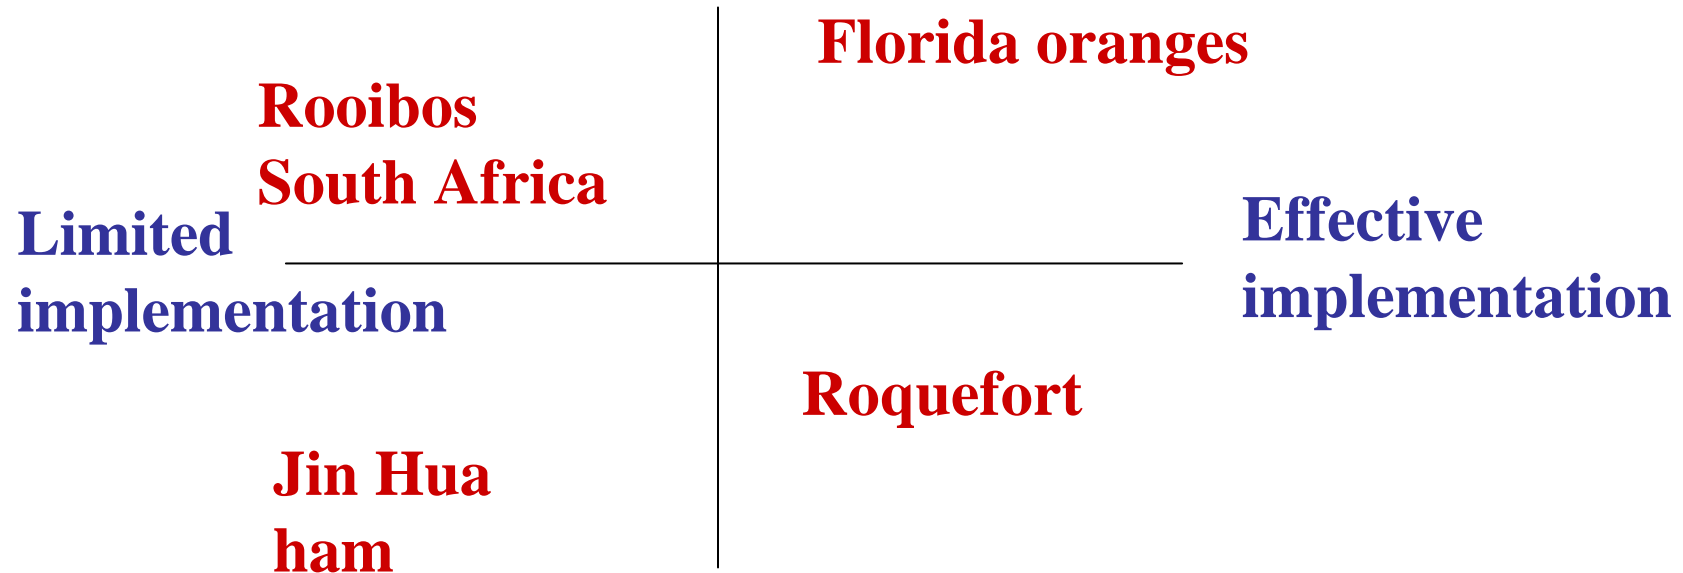 Florida oranges
Rooibos
South Africa
Limited
implementation
Effective
implementation
Roquefort
Jin Hua
ham